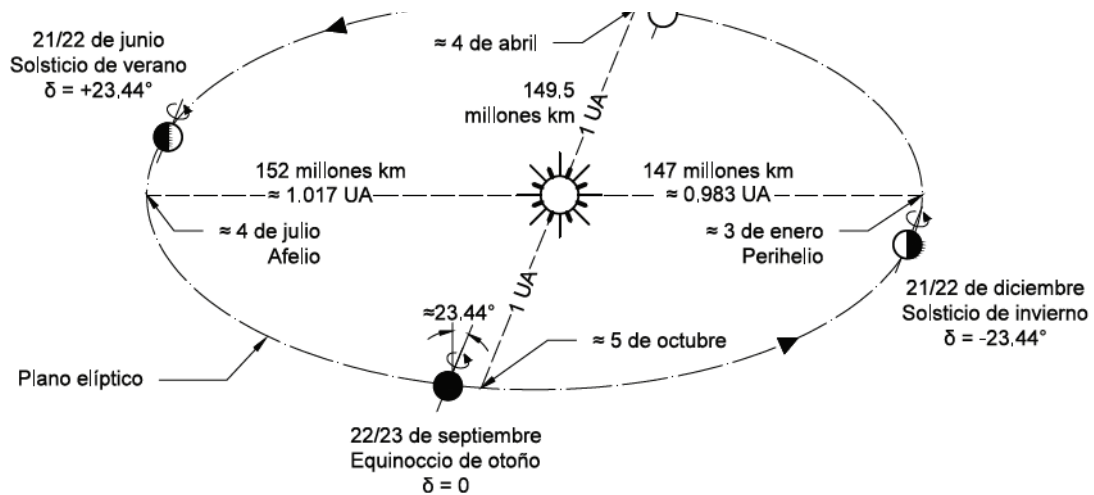 21/22 de junio
Solsticio de verano
δ = +23,44°
≈ 4 de abril
149,5
millones km
1 UA
152 millones km
≈ 1.017 UA
147 millones km
≈ 0.983 UA
≈ 4 de julio
Afelio
≈ 3 de enero
Perihelio
21/22 de diciembre
Solsticio de invierno
δ = -23,44°
≈23,44°
1 UA
≈ 5 de octubre
Plano elíptico
22/23 de septiembre
Equinoccio de otoño
δ = 0